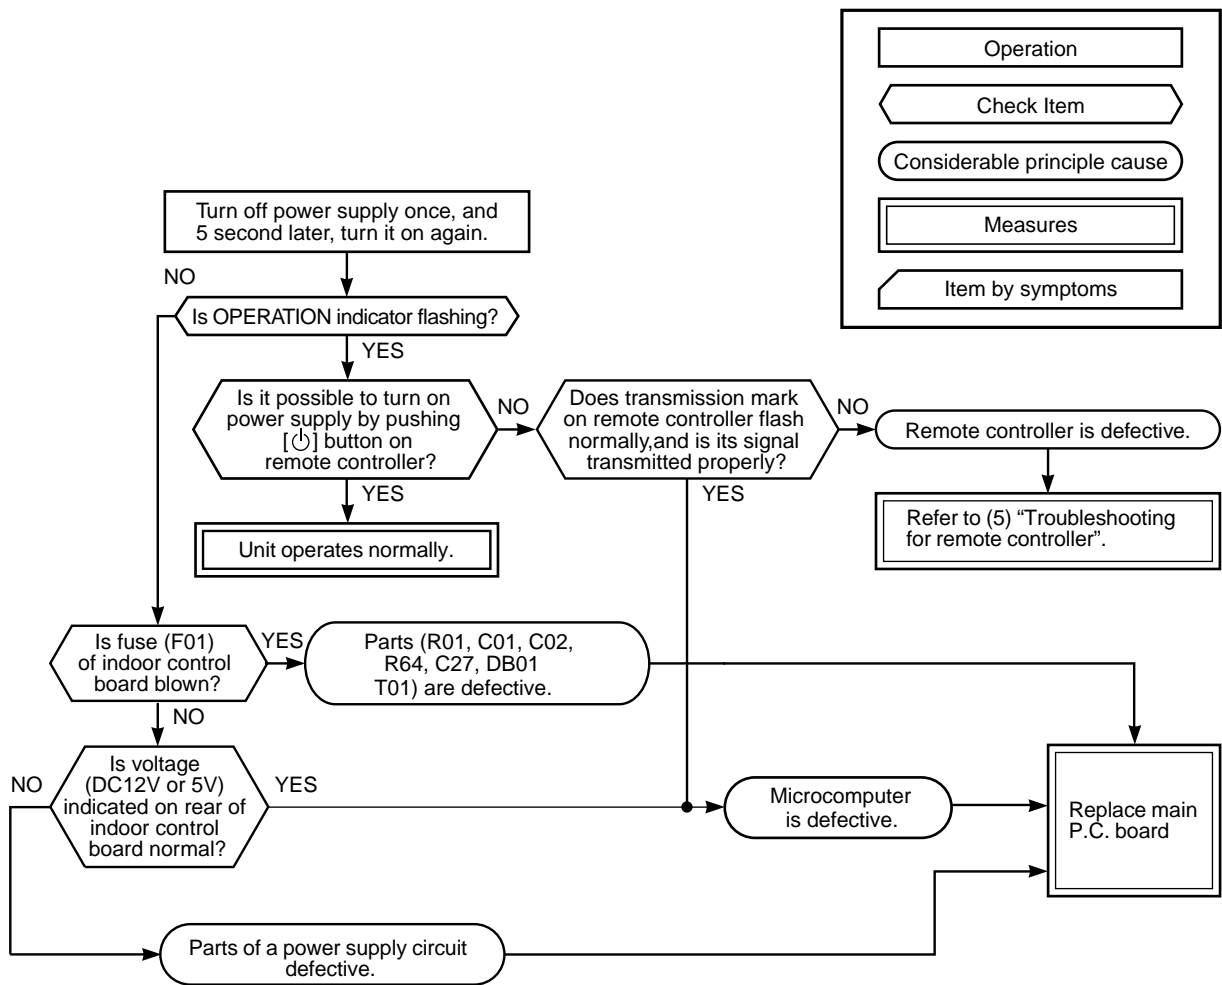 Operation
Check Item
Considerable principle cause
Measures
Item by symptoms
Turn off power supply once, and
5 second later, turn it on again.
NO
Is OPERATION indicator flashing?
YES
Is it possible to turn on
power supply by pushing
[⏻] button on
remote controller?
NO
Does transmission mark
on remote controller flash
normally,and is its signal
transmitted properly?
NO
Remote controller is defective.
YES
YES
Refer to (5) “Troubleshooting
for remote controller”.
Unit operates normally.
Is fuse (F01)
of indoor control
board blown?
YES
Parts (R01, C01, C02,
R64, C27, DB01
T01) are defective.
NO
NO
Is voltage
(DC12V or 5V)
indicated on rear of
indoor control
board normal?
YES
Microcomputer
is defective.
Replace main
P.C. board
Parts of a power supply circuit
defective.